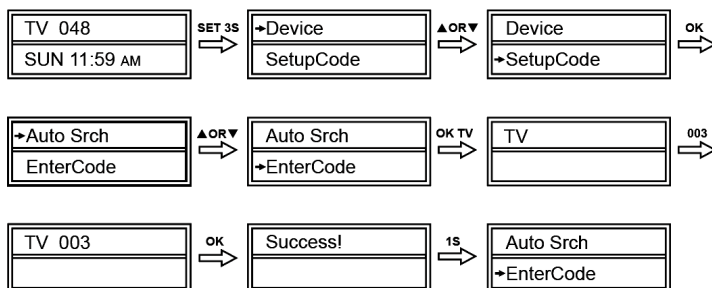 TV 048
SUN 11:59 AM
SET 3S
→Device
SetupCode
▲OR▼
Device
→SetupCode
OK
→Auto Srch
EnterCode
▲OR▼
Auto Srch
→EnterCode
OK TV
TV
003
TV 003
OK
Success!
1S
Auto Srch
→EnterCode